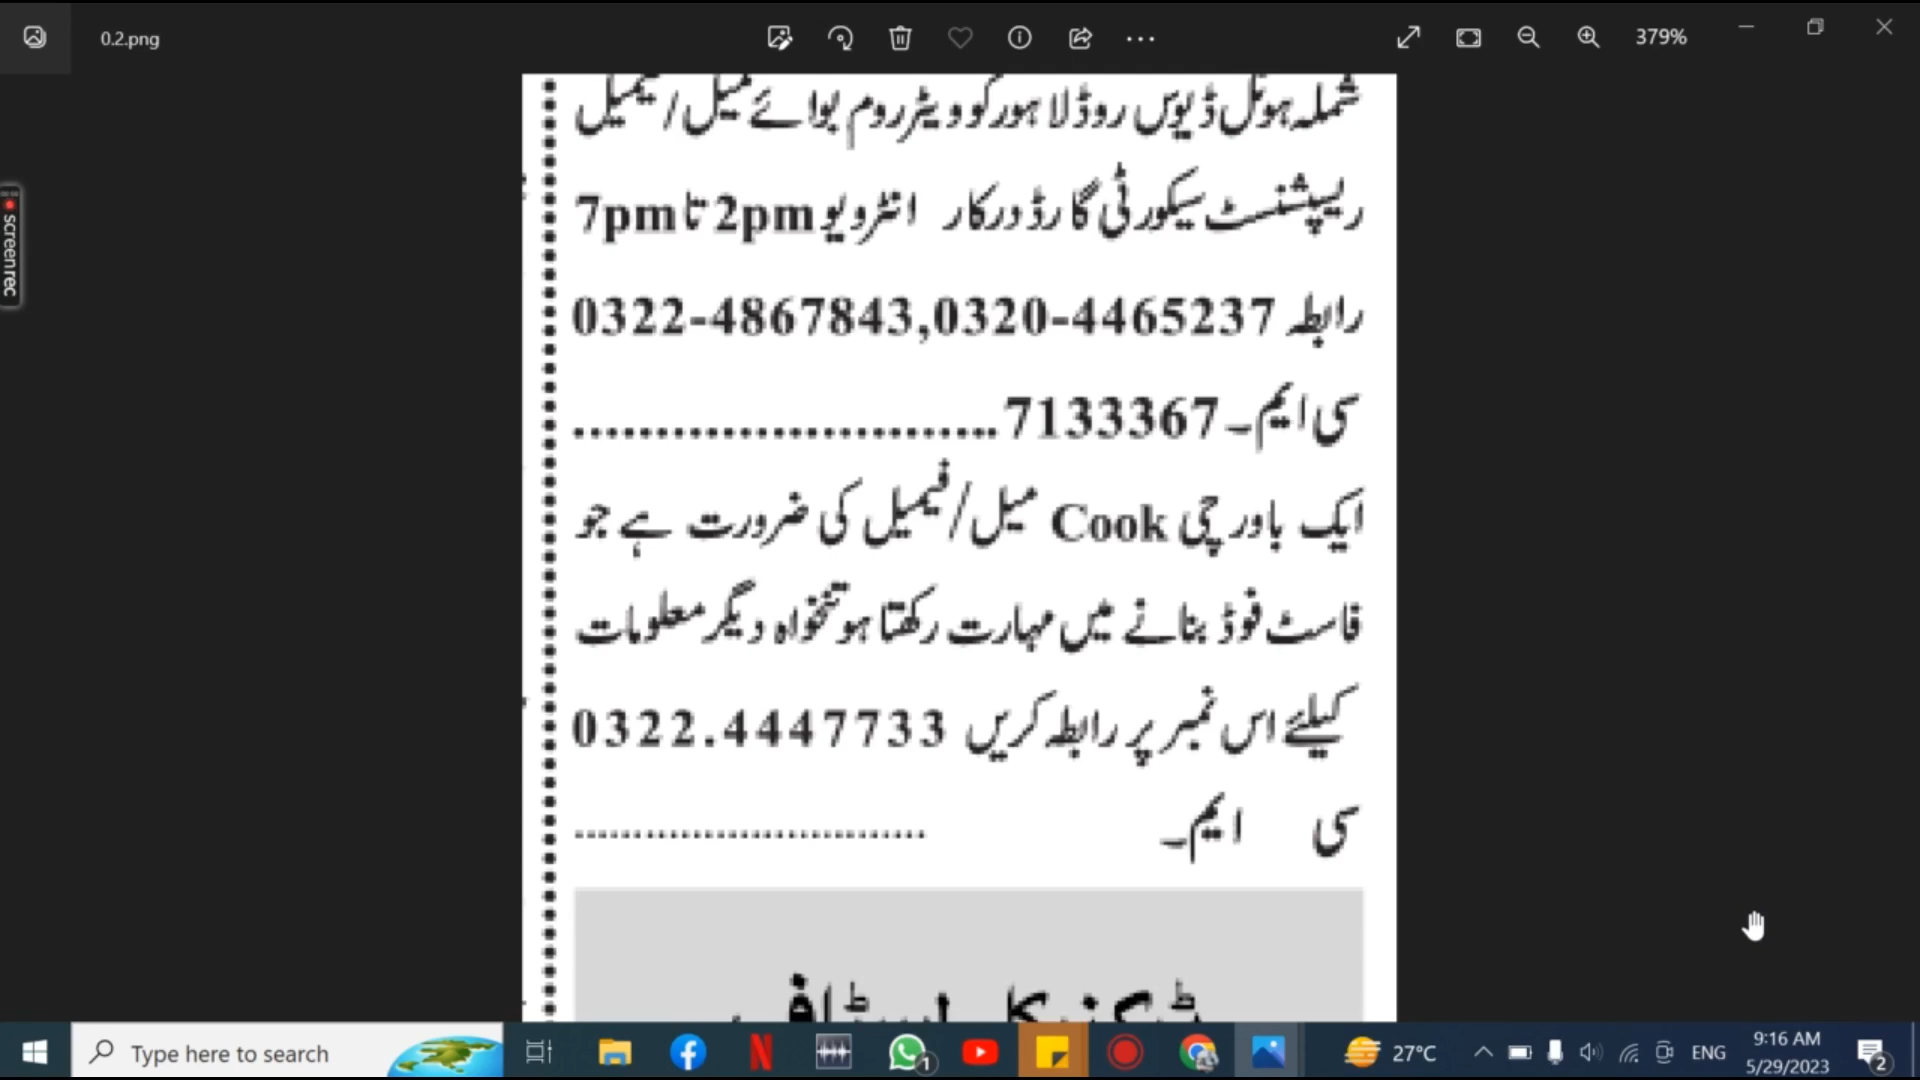 0.2.png
379%
شملہ ہوٹل ڈیوس روڈ لاہور کو ویٹر روم بوائے میل/فیمیل
ریسپشنسٹ سیکورٹی گارڈ درکار انٹرویو 2pm تا 7pm
رابطہ 0322-4867843,0320-4465237
سی ایم۔7133367...........................
ایک باورچی Cook میل/فیمیل کی ضرورت ہے جو
فاسٹ فوڈ بنانے میں مہارت رکھتا ہو تنخواہ دیگر معلومات
کیلئے اس نمبر پر رابطہ کریں 0322.4447733
سی ایم۔ ..............................
screenrec
Type here to search
1
27°C
ENG
9:16 AM
5/29/2023
2